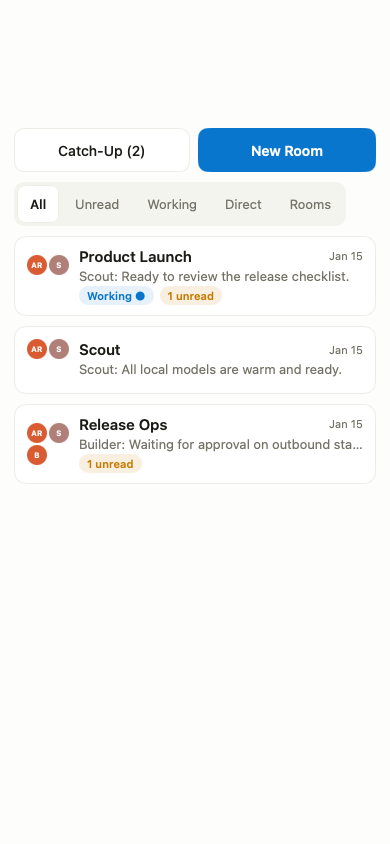 Catch-Up (2)
New Room
All
Unread
Working
Direct
Rooms
AR
S
Product Launch
Jan 15
Scout: Ready to review the release checklist.
Working
1 unread
AR
S
Scout
Jan 15
Scout: All local models are warm and ready.
AR
S
B
Release Ops
Jan 15
Builder: Waiting for approval on outbound sta...
1 unread